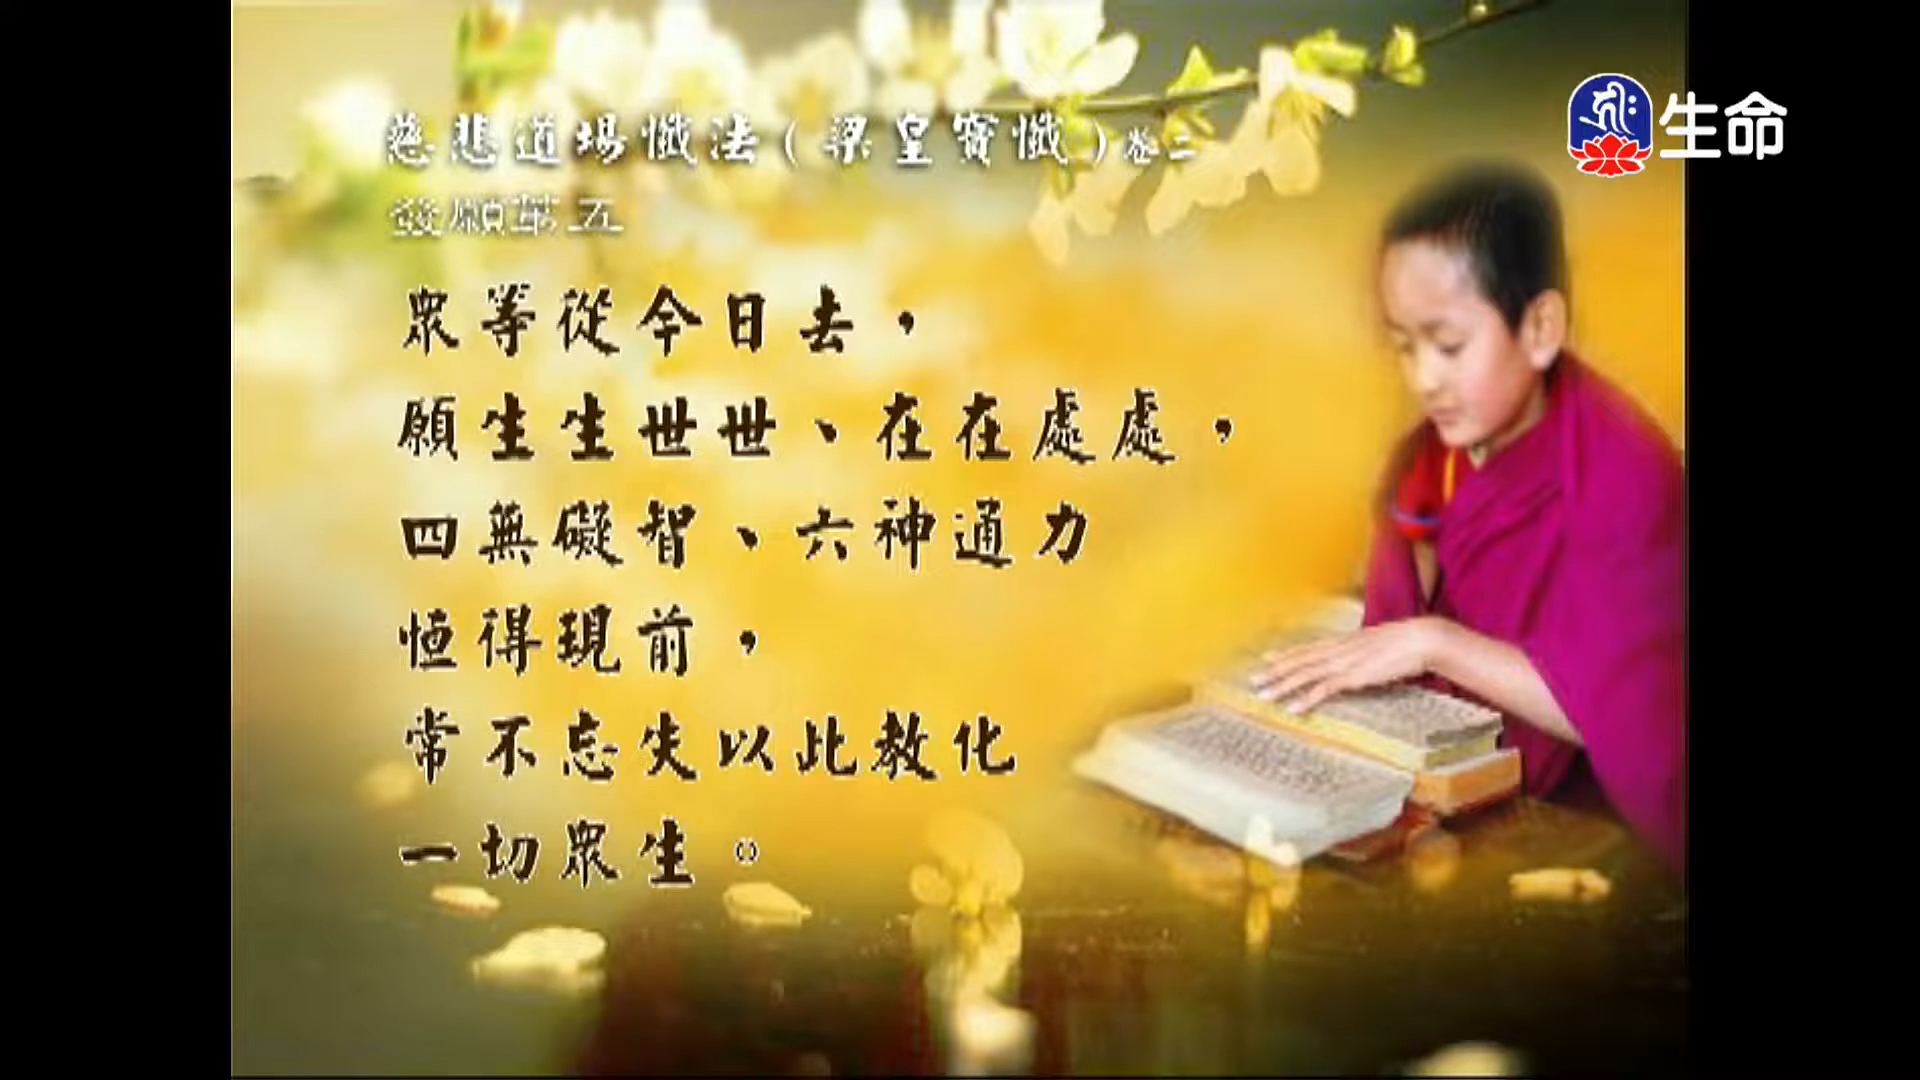 慈悲道場懺法(梁皇寶懺)卷二
發願第五
眾等從今日去，
願生生世世、在在處處，
四無礙智、六神通力
恒得現前，
常不忘失以此教化
一切眾生。
生命